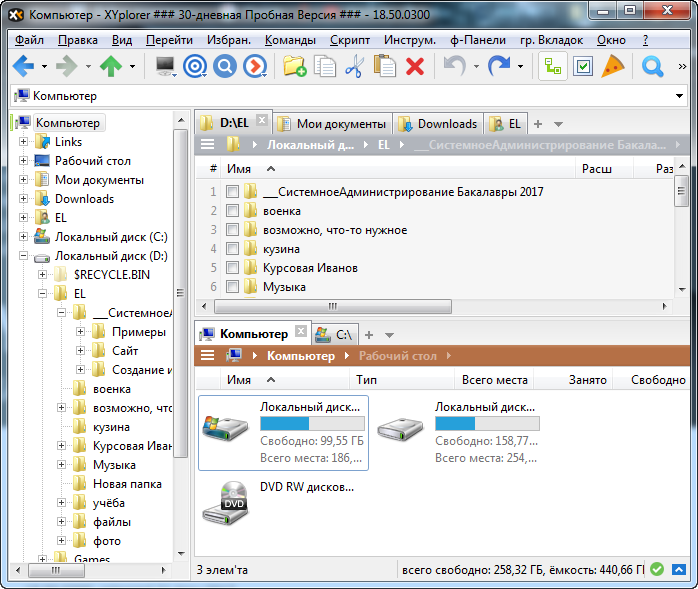 Компьютер - XYplorer ### 30-дневная Пробная Версия ### - 18.50.0300
Файл Правка Вид Перейти Избран. Команды Скрипт Инструм. ф-Панели гр. Вкладок Окно ?
Компьютер
Компьютер
Links
Рабочий стол
Мои документы
Downloads
EL
Локальный диск (C:)
Локальный диск (D:)
$RECYCLE.BIN
EL
___Системное
Примеры
Сайт
Создание и
военка
возможно, что
кузина
Курсовая Иван
Музыка
Новая папка
учёба
файлы
фото
Games
D:\EL Мои документы Downloads EL
Локальный д... EL ___СистемноеАдминистрирование Бакала...
# Имя Расш Раз
1 ___СистемноеАдминистрирование Бакалавры 2017
2 военка
3 возможно, что-то нужное
4 кузина
5 Курсовая Иванов
6 Музыка
Компьютер C:\
Компьютер Рабочий стол
Имя Тип Всего места Занято Свободно
Локальный диск...
Свободно: 99,55 ГБ
Всего места: 186,...
Локальный диск...
Свободно: 158,77...
Всего места: 254,...
DVD
DVD RW дисков...
3 элем'та
всего свободно: 258,32 ГБ, ёмкость: 440,66 ГБ